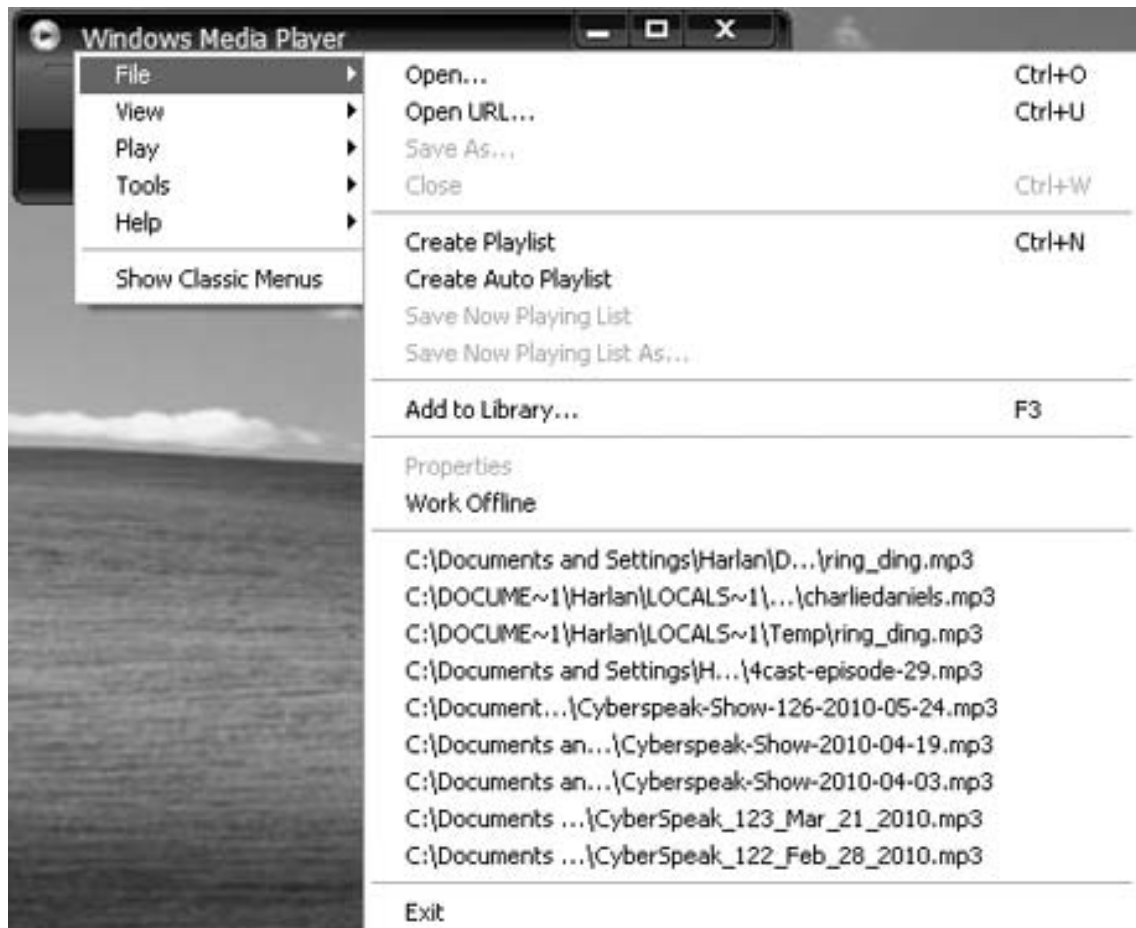 Windows Media Player
File
View
Play
Tools
Help
Show Classic Menus
Open... Ctrl+O
Open URL... Ctrl+U
Save As...
Close Ctrl+W
Create Playlist Ctrl+N
Create Auto Playlist
Save Now Playing List
Save Now Playing List As...
Add to Library... F3
Properties
Work Offline
C:\Documents and Settings\Harlan\D...\ring_ding.mp3
C:\DOCUME~1\Harlan\LOCALS~1\...\charliedaniels.mp3
C:\DOCUME~1\Harlan\LOCALS~1\Temp\ring_ding.mp3
C:\Documents and Settings\H...\4cast-episode-29.mp3
C:\Document...\Cyberspeak-Show-126-2010-05-24.mp3
C:\Documents an...\Cyberspeak-Show-2010-04-19.mp3
C:\Documents an...\Cyberspeak-Show-2010-04-03.mp3
C:\Documents ...\CyberSpeak_123_Mar_21_2010.mp3
C:\Documents ...\CyberSpeak_122_Feb_28_2010.mp3
Exit